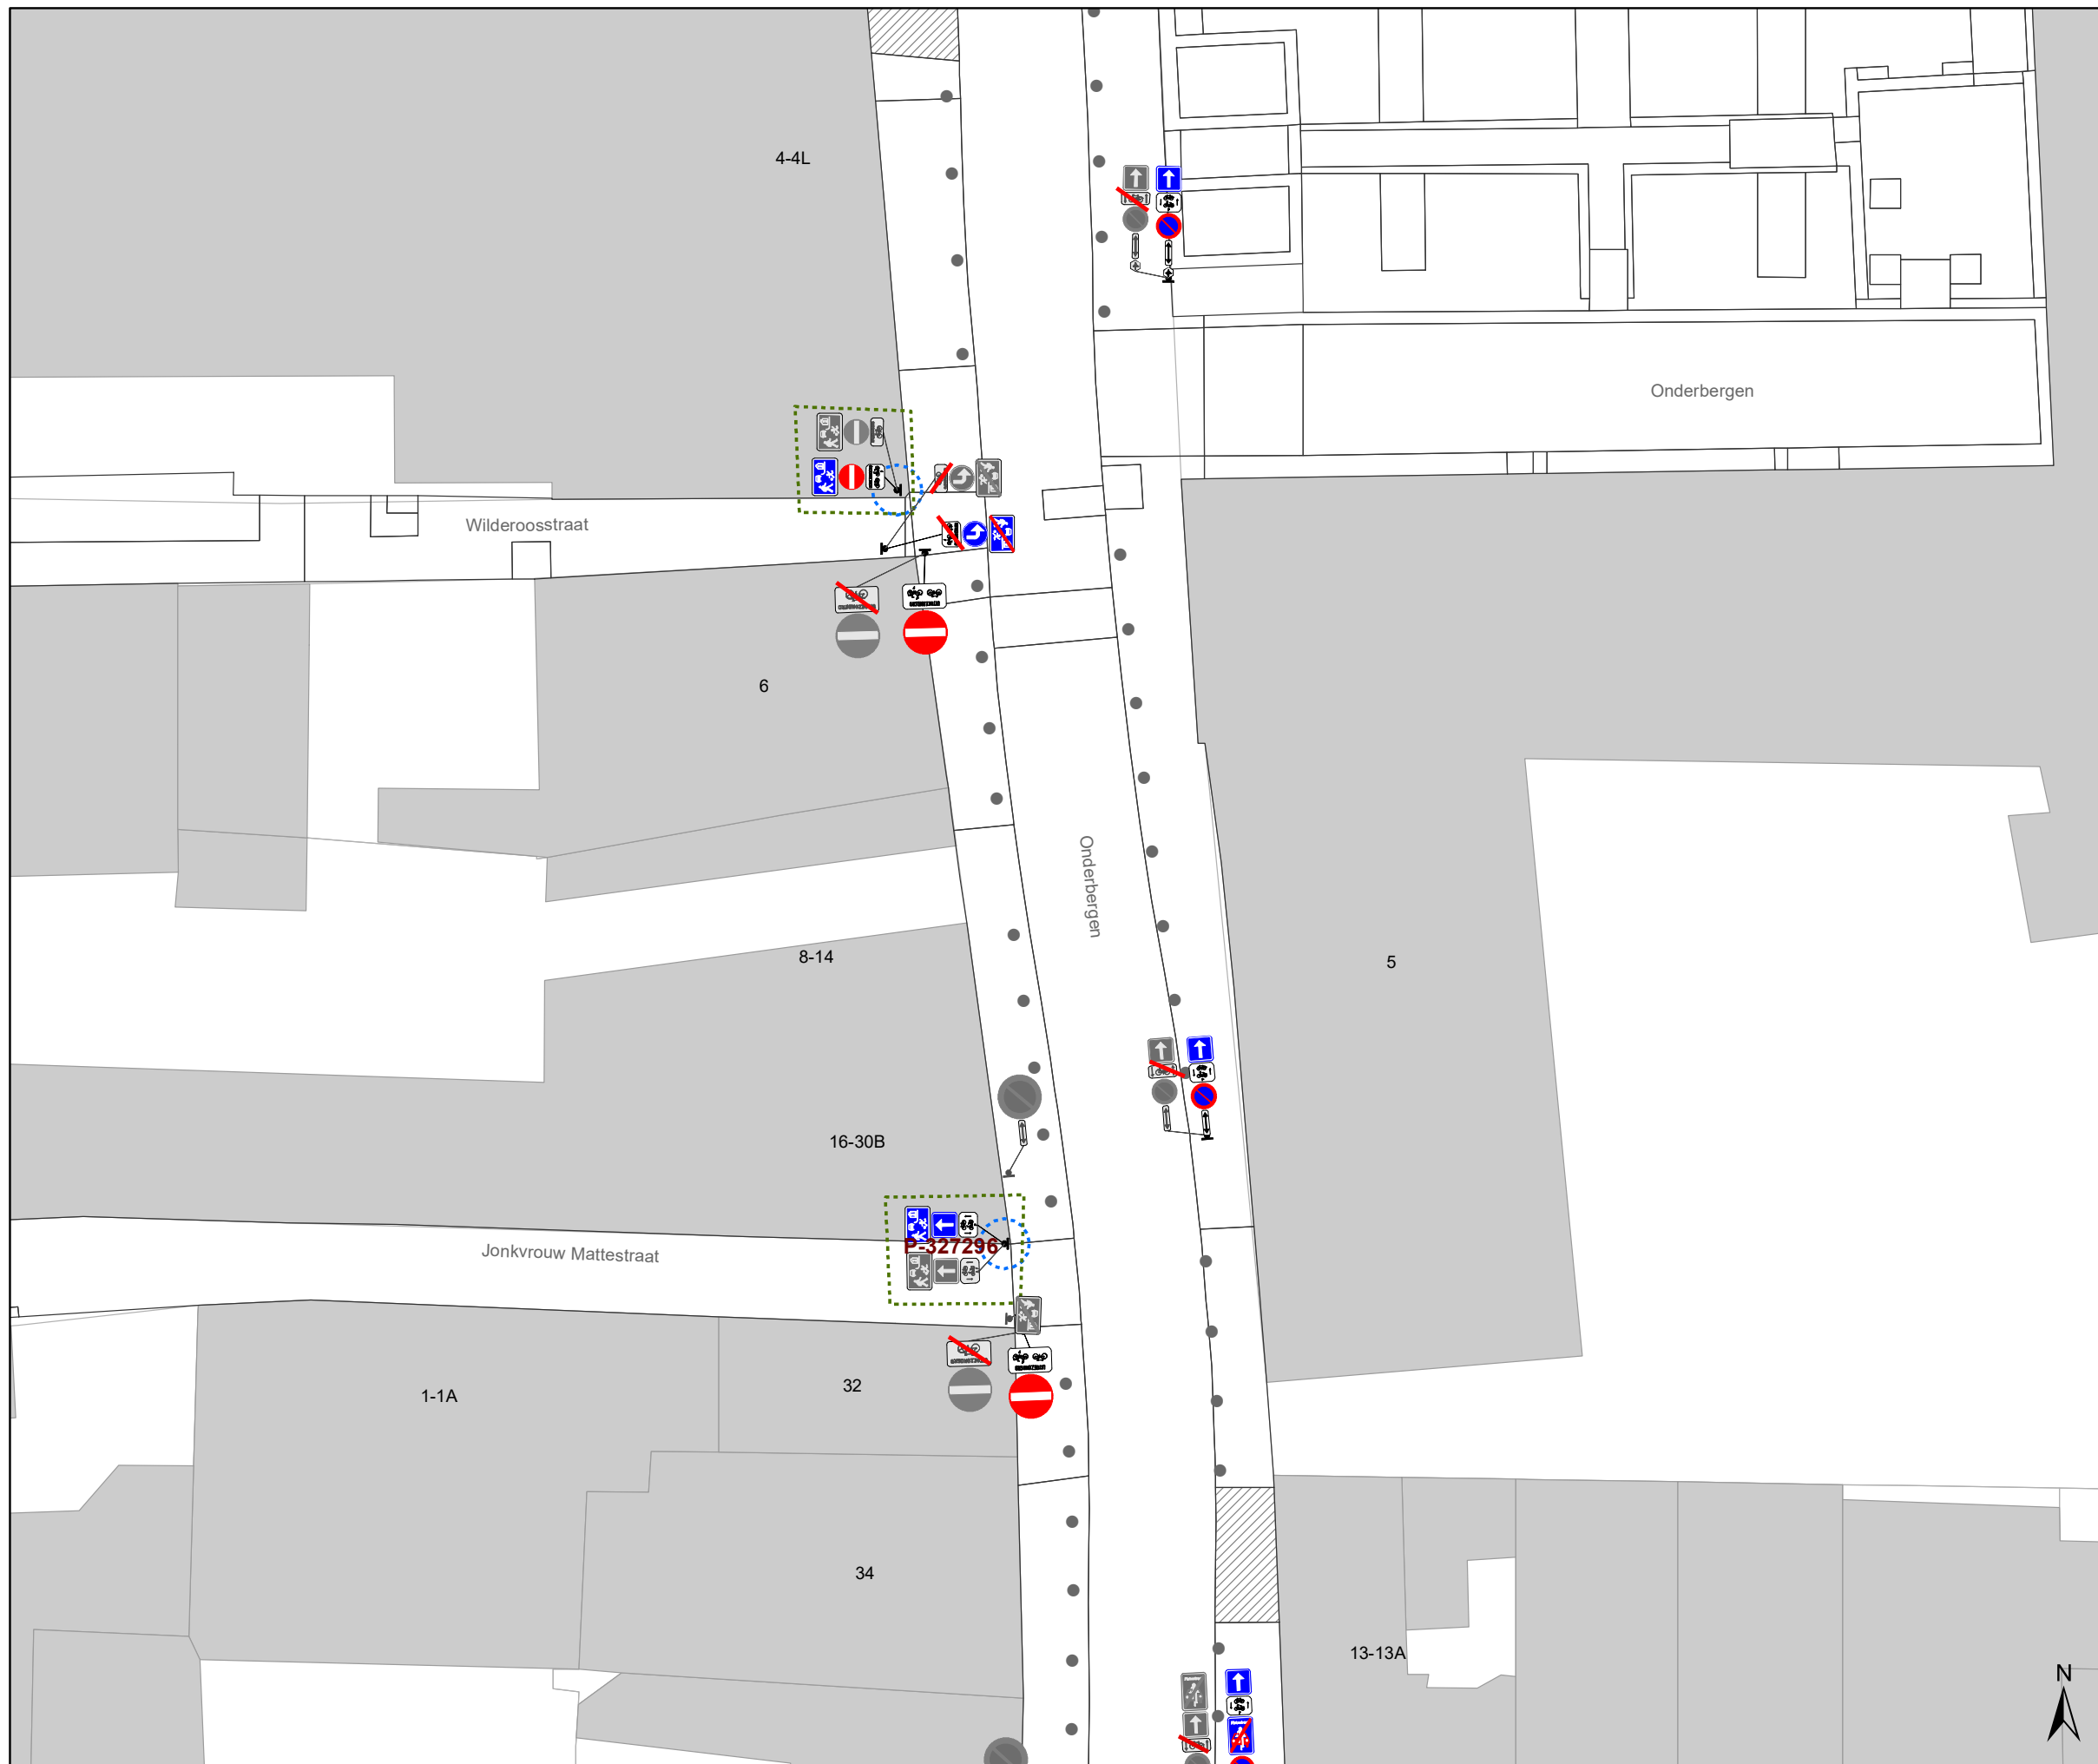 4-4L
Onderbergen
Wilderoosstraat
6
Onderbergen
8-14
5
16-30B
P-327296
Jonkvrouw Mattestraat
1-1A
32
34
13-13A
N